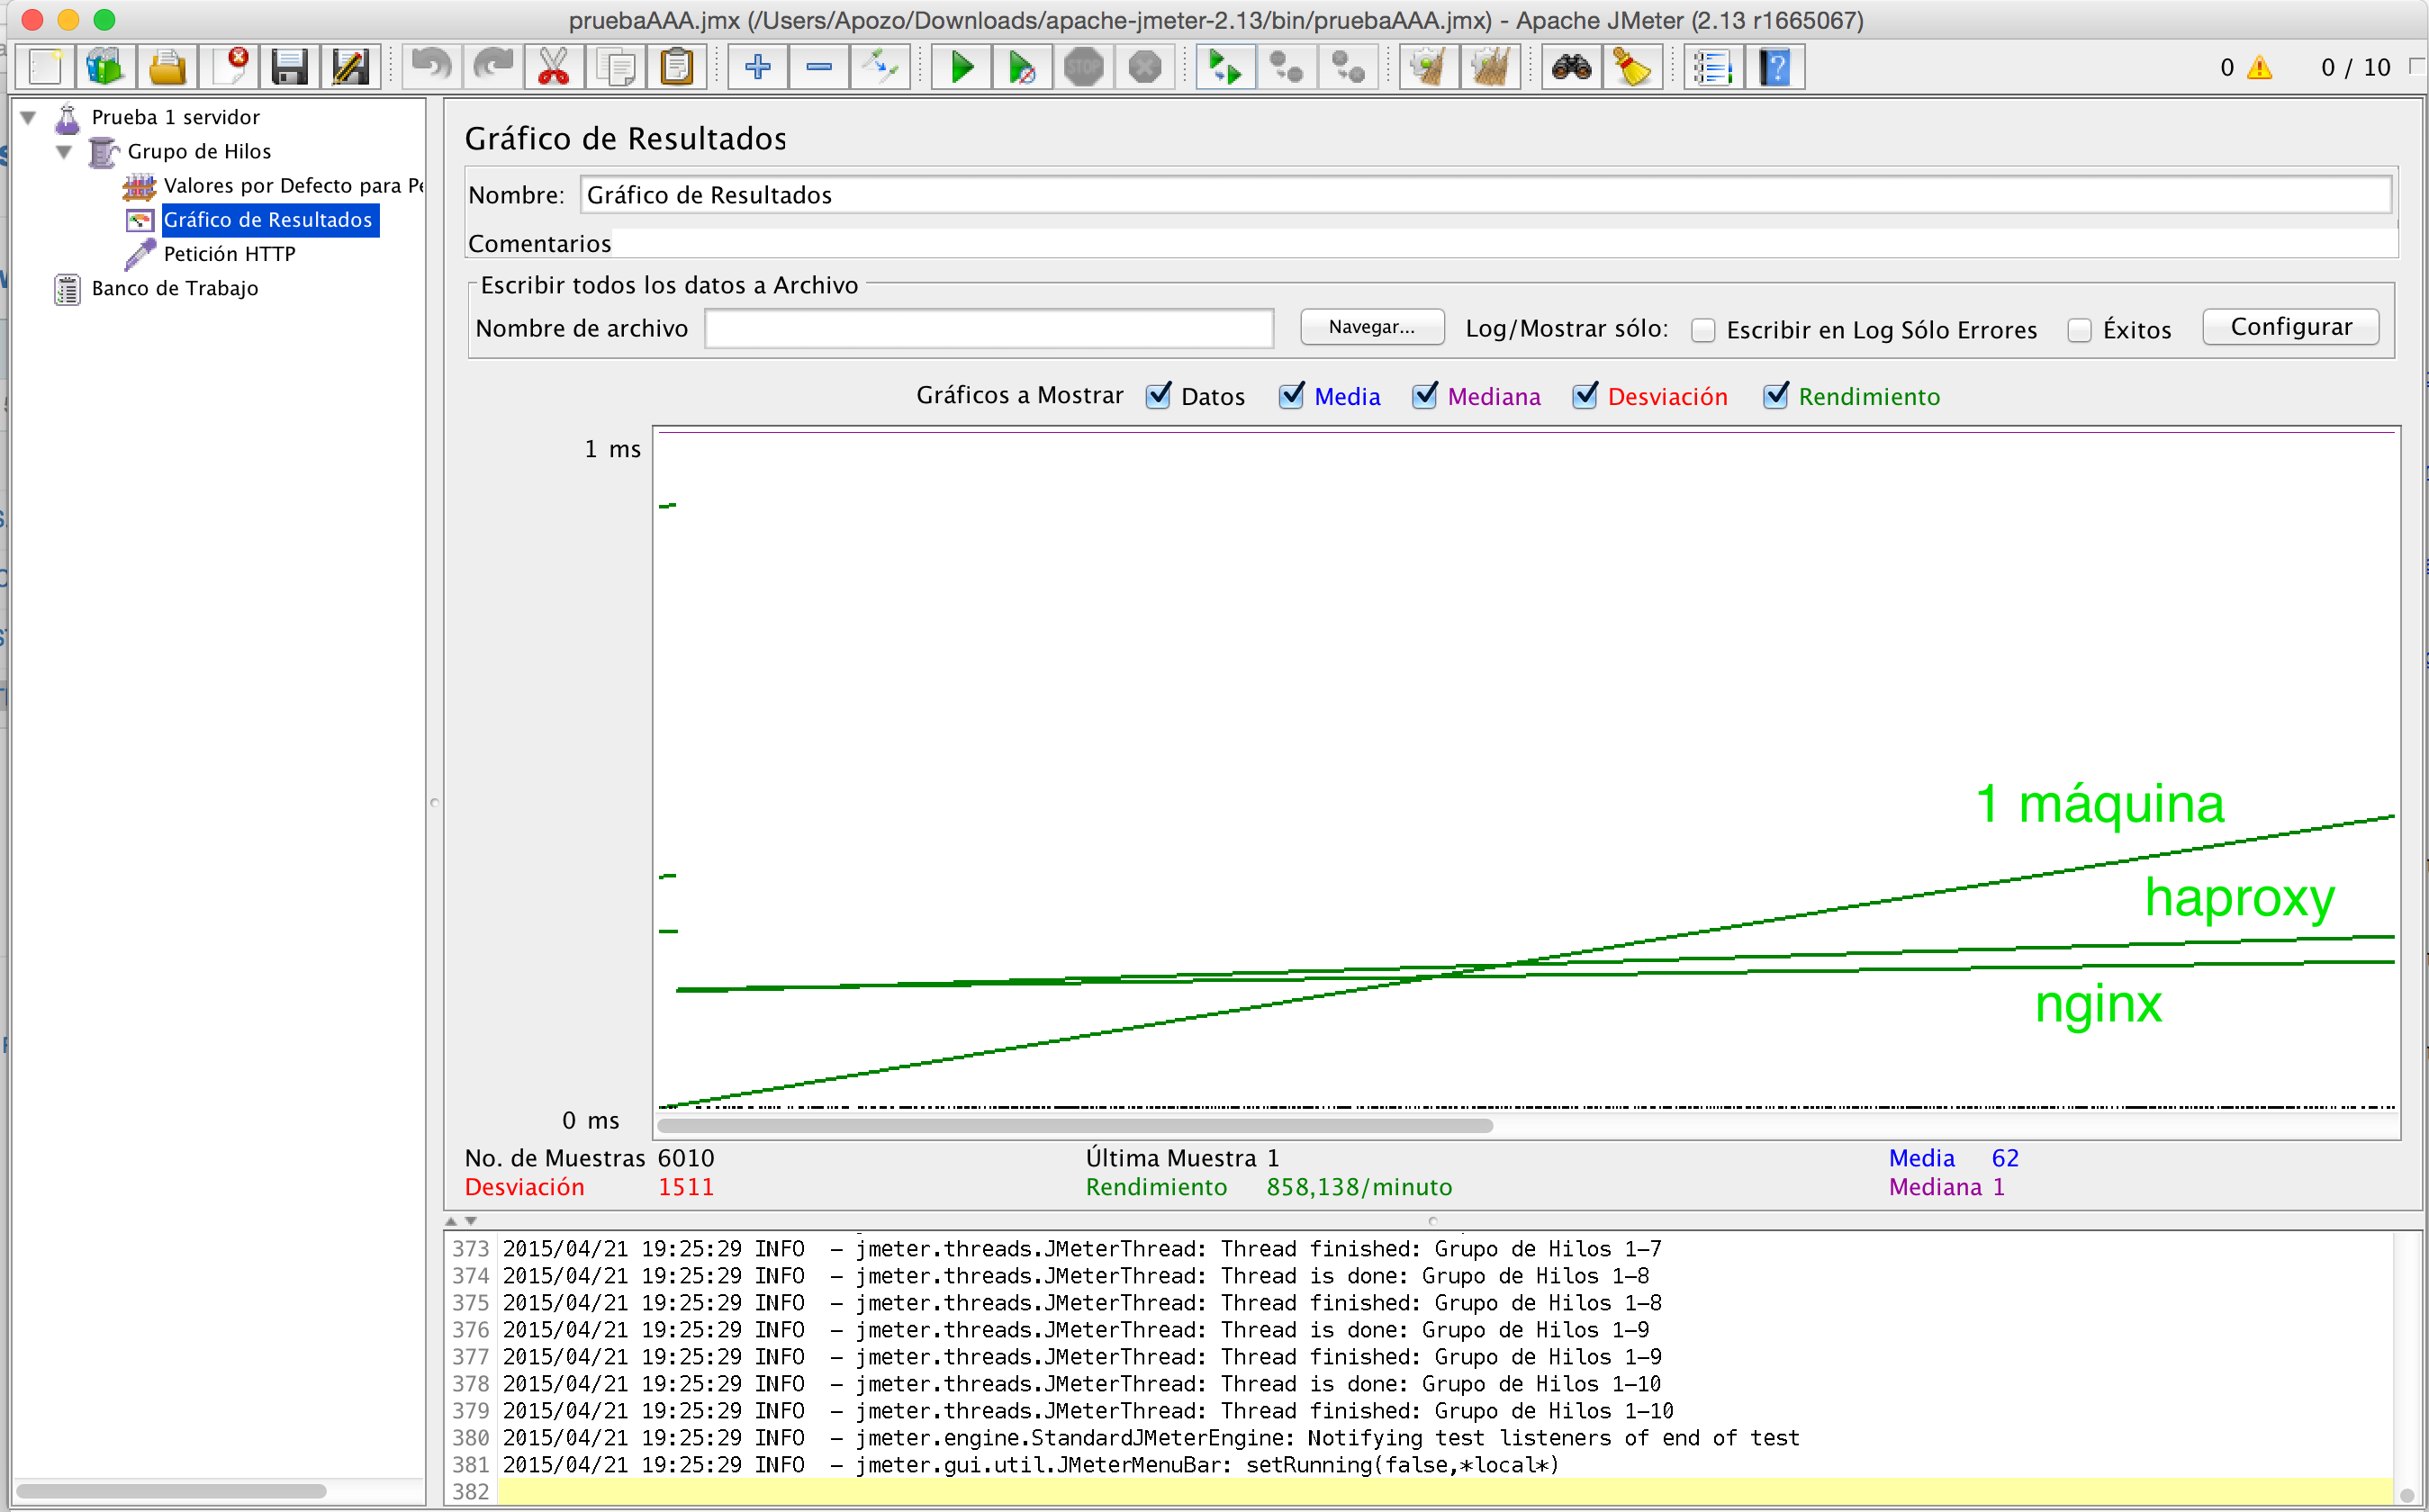 pruebaAAA.jmx (/Users/Apozo/Downloads/apache-jmeter-2.13/bin/pruebaAAA.jmx) - Apache JMeter (2.13 r1665067)
STOP
0 0 / 10
Prueba 1 servidor
Grupo de Hilos
Valores por Defecto para Pe
Gráfico de Resultados
Petición HTTP
Banco de Trabajo
Gráfico de Resultados
Nombre: Gráfico de Resultados
Comentarios
Escribir todos los datos a Archivo
Nombre de archivo Navegar... Log/Mostrar sólo: Escribir en Log Sólo Errores Éxitos Configurar
Gráficos a Mostrar Datos Media Mediana Desviación Rendimiento
1 ms
1 máquina
haproxy
nginx
0 ms
No. de Muestras 6010 Última Muestra 1 Media 62
Desviación 1511 Rendimiento 858,138/minuto Mediana 1
373 2015/04/21 19:25:29 INFO - jmeter.threads.JMeterThread: Thread finished: Grupo de Hilos 1-7
374 2015/04/21 19:25:29 INFO - jmeter.threads.JMeterThread: Thread is done: Grupo de Hilos 1-8
375 2015/04/21 19:25:29 INFO - jmeter.threads.JMeterThread: Thread finished: Grupo de Hilos 1-8
376 2015/04/21 19:25:29 INFO - jmeter.threads.JMeterThread: Thread is done: Grupo de Hilos 1-9
377 2015/04/21 19:25:29 INFO - jmeter.threads.JMeterThread: Thread finished: Grupo de Hilos 1-9
378 2015/04/21 19:25:29 INFO - jmeter.threads.JMeterThread: Thread is done: Grupo de Hilos 1-10
379 2015/04/21 19:25:29 INFO - jmeter.threads.JMeterThread: Thread finished: Grupo de Hilos 1-10
380 2015/04/21 19:25:29 INFO - jmeter.engine.StandardJMeterEngine: Notifying test listeners of end of test
381 2015/04/21 19:25:29 INFO - jmeter.gui.util.JMeterMenuBar: setRunning(false,*local*)
382